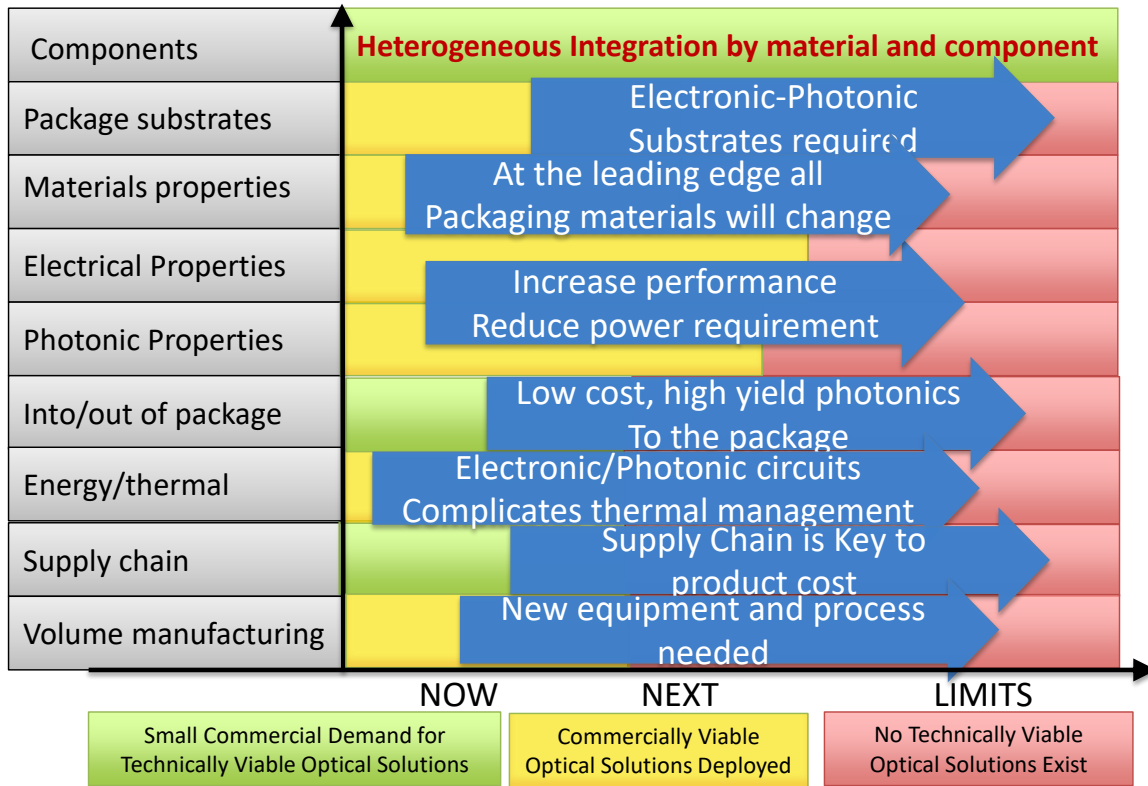 Components
Heterogeneous Integration by material and component
Package substrates
Electronic-Photonic
Substrates required
Materials properties
At the leading edge all
Packaging materials will change
Electrical Properties
Increase performance
Reduce power requirement
Photonic Properties
Into/out of package
Low cost, high yield photonics
To the package
Energy/thermal
Electronic/Photonic circuits
Complicates thermal management
Supply chain
Supply Chain is Key to
product cost
Volume manufacturing
New equipment and process
needed
NOW
NEXT
LIMITS
Small Commercial Demand for
Technically Viable Optical Solutions
Commercially Viable
Optical Solutions Deployed
No Technically Viable
Optical Solutions Exist